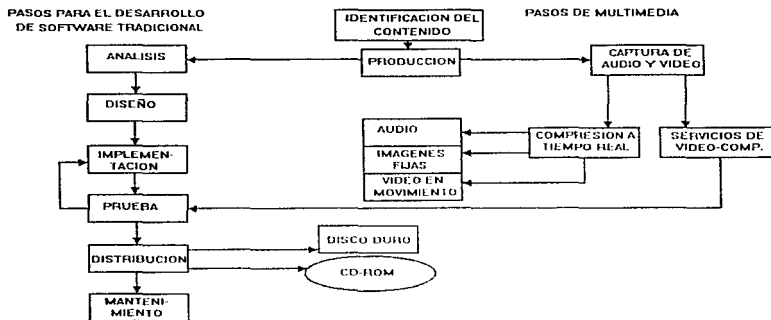 PASOS PARA EL DESARROLLO
DE SOFTWARE TRADICIONAL
IDENTIFICACION DEL
CONTENIDO
PASOS DE MULTIMEDIA
ANALISIS
PRODUCCION
CAPTURA DE
AUDIO Y VIDEO
DISEÑO
AUDIO
IMAGENES
FIJAS
VIDEO EN
MOVIMIENTO
COMPRESION A
TIEMPO REAL
SERVICIOS DE
VIDEO-COMP.
IMPLEMEN-
TACION
PRUEBA
DISTRIBUCION
DISCO DURO
CD-ROM
MANTENI-
MIENTO